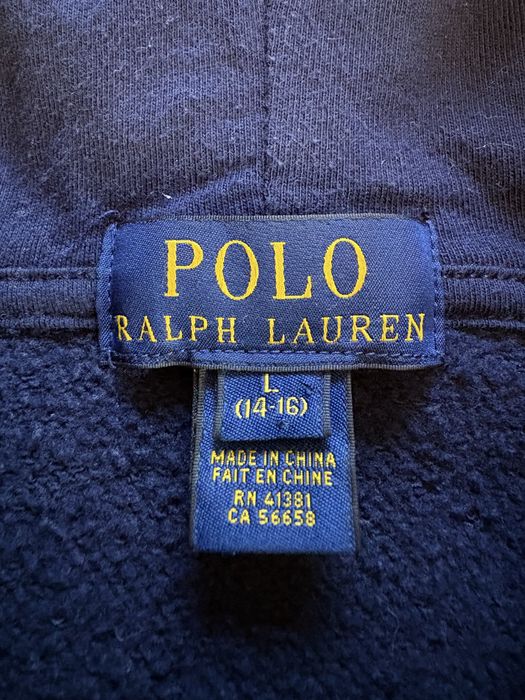 POLO
RALPH LAUREN
L
(14-16)
MADE IN CHINA
FAIT EN CHINE
RN 41381
CA 56658